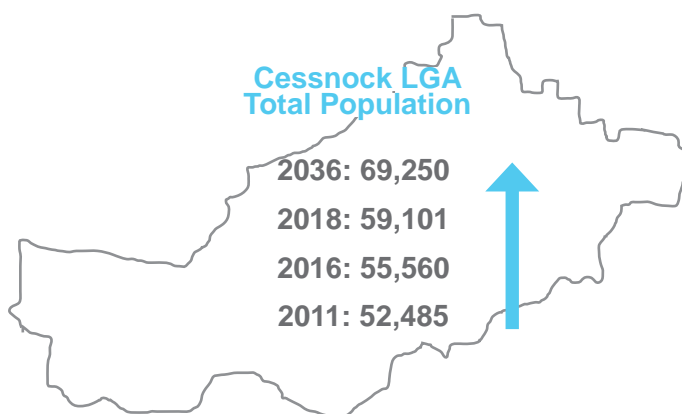 Cessnock LGA
Total Population
2036: 69,250
2018: 59,101
2016: 55,560
2011: 52,485